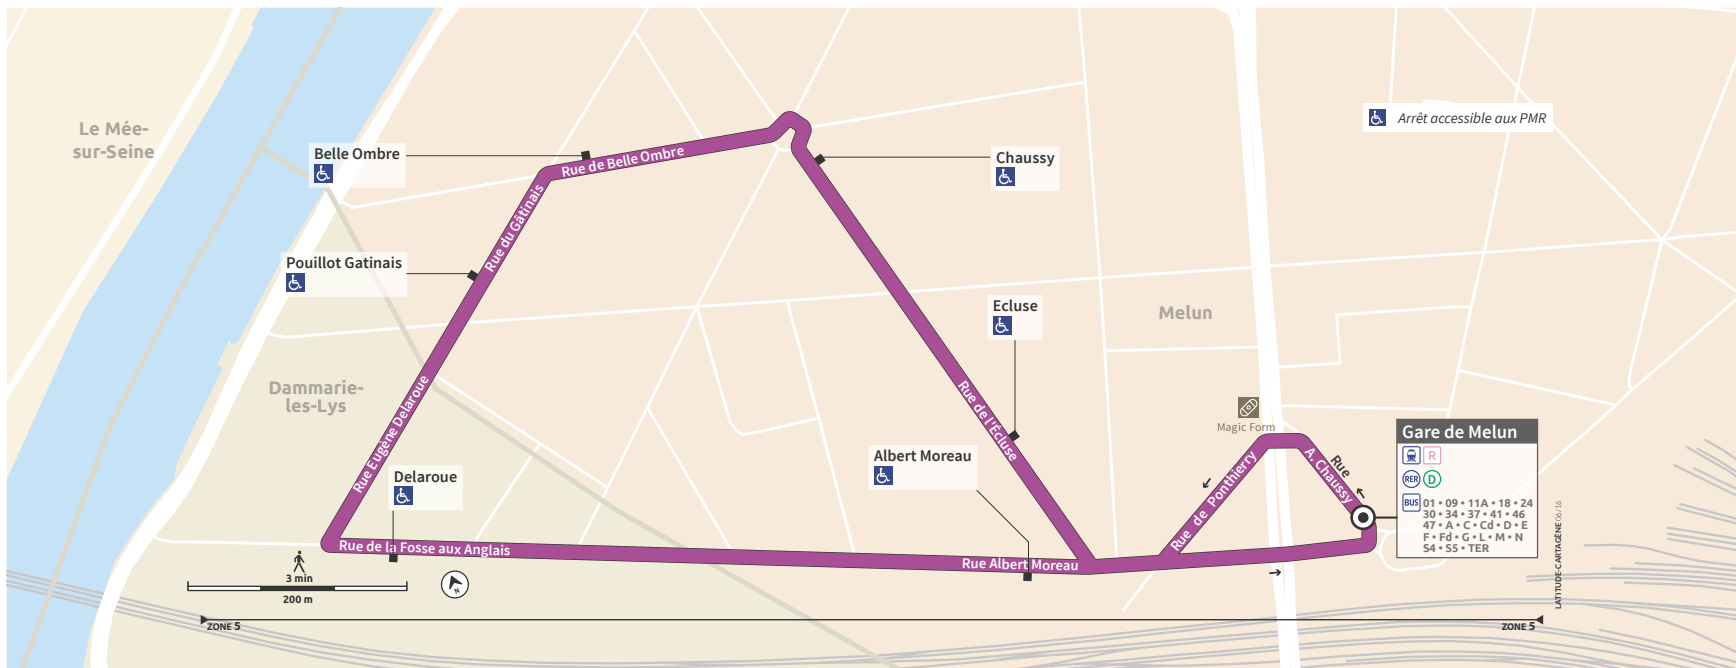 Le Mée-
sur-Seine
Belle Ombre
Rue de Belle Ombre
Chaussy
Arrêt accessible aux PMR
Rue du Gâtinais
Pouillot Gatinais
Ecluse
Melun
Dammarie-
les-Lys
Rue Eugène Delaroue
Rue de l'Écluse
Magic Form
Albert Moreau
Delaroue
Rue de Ponthierry
Rue
A. Chaussy
Gare de Melun
R
RER D
BUS 01 • 09 • 11A • 18 • 24
30 • 34 • 37 • 41 • 46
47 • A • C • Cd • D • E
F • Fd • G • L • M • N
S4 • S5 • TER
Rue de la Fosse aux Anglais
Rue Albert Moreau
3 min
200 m
N
ZONE 5
ZONE 5
LATITUDE-CARTAGÈNE 06/16